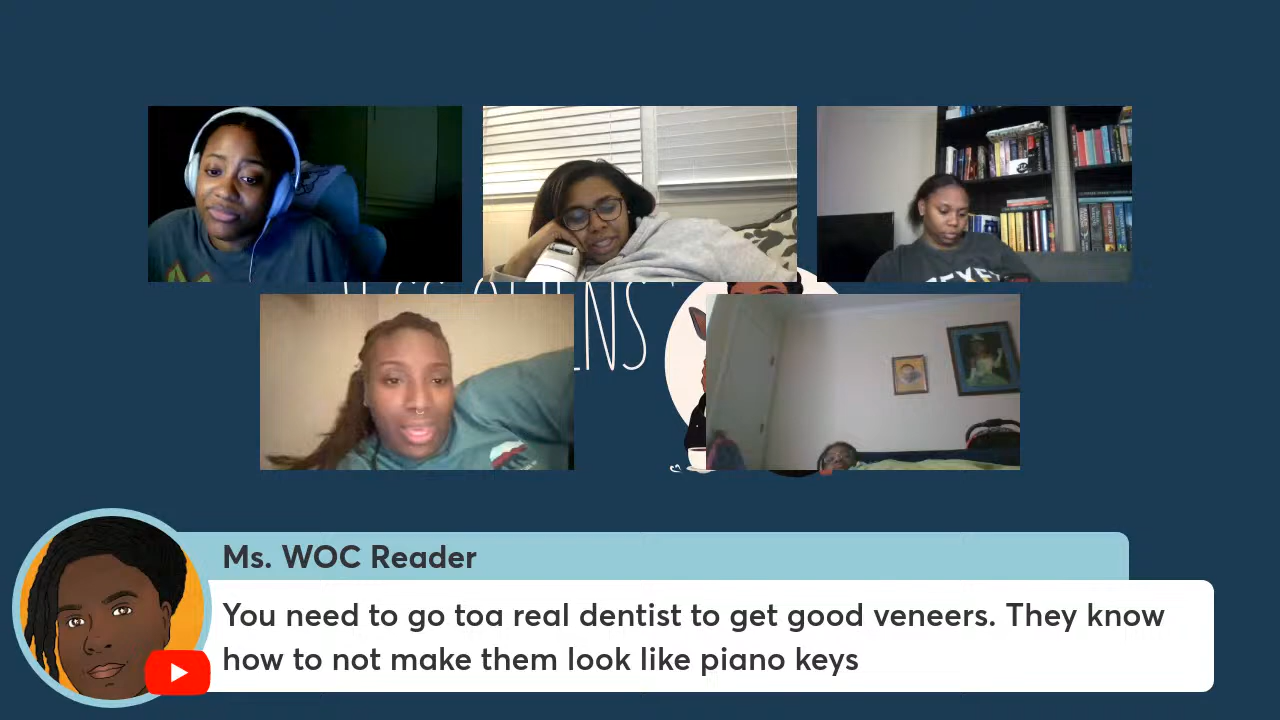 Ms. WOC Reader
You need to go toa real dentist to get good veneers. They know
how to not make them look like piano keys